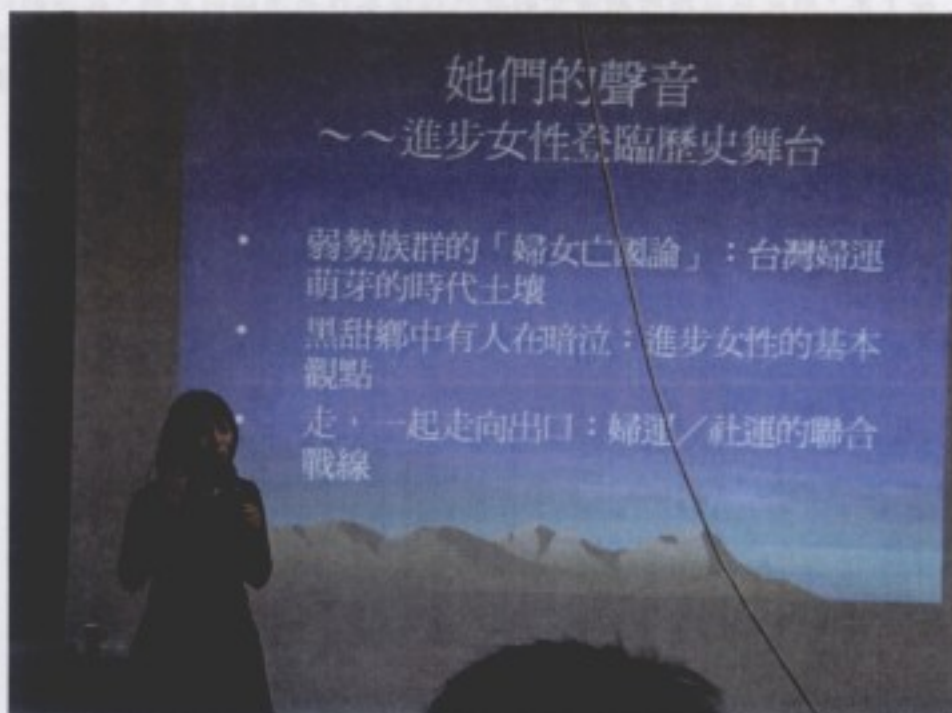 她們的聲音
～～進步女性登臨歷史舞台
• 弱勢族群的「婦女亡國論」：台灣婦運
萌芽的時代土壤
• 黑甜鄉中有人在暗泣：進步女性的基本
觀點
• 走，一起走向出口：婦運／社運的聯合
戰線